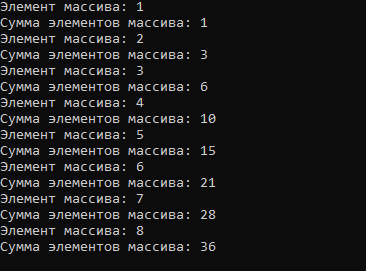 Элемент массива: 1
Сумма элементов массива: 1
Элемент массива: 2
Сумма элементов массива: 3
Элемент массива: 3
Сумма элементов массива: 6
Элемент массива: 4
Сумма элементов массива: 10
Элемент массива: 5
Сумма элементов массива: 15
Элемент массива: 6
Сумма элементов массива: 21
Элемент массива: 7
Сумма элементов массива: 28
Элемент массива: 8
Сумма элементов массива: 36